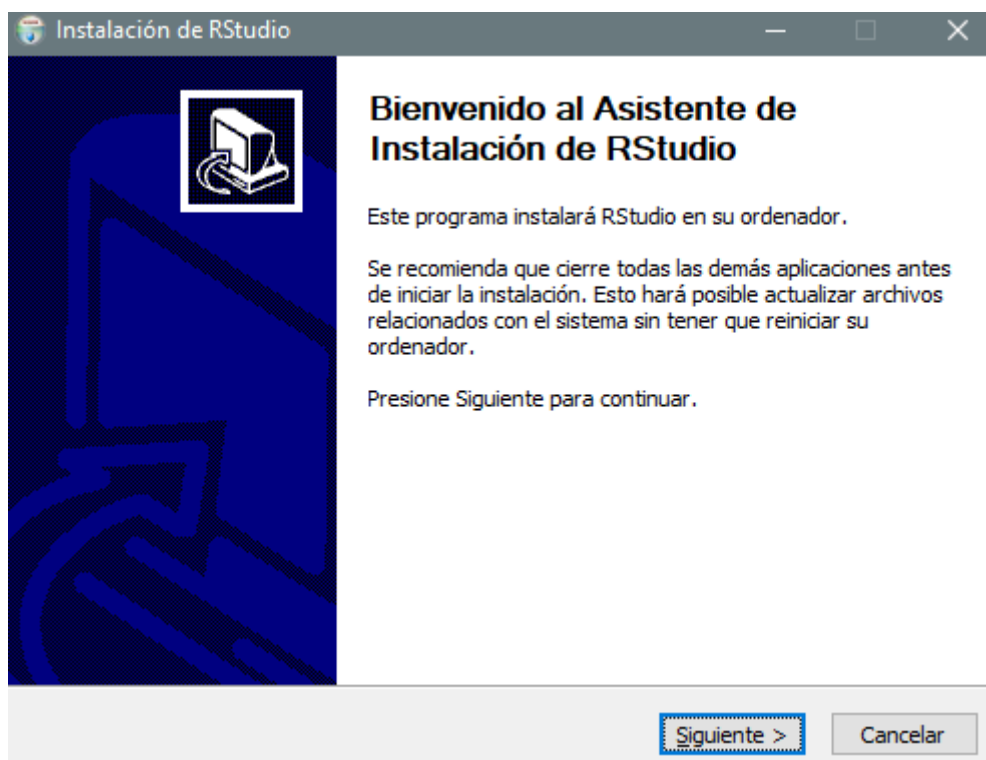 Instalación de RStudio
Bienvenido al Asistente de
Instalación de RStudio
Este programa instalará RStudio en su ordenador.
Se recomienda que cierre todas las demás aplicaciones antes
de iniciar la instalación. Esto hará posible actualizar archivos
relacionados con el sistema sin tener que reiniciar su
ordenador.
Presione Siguiente para continuar.
Siguiente >
Cancelar